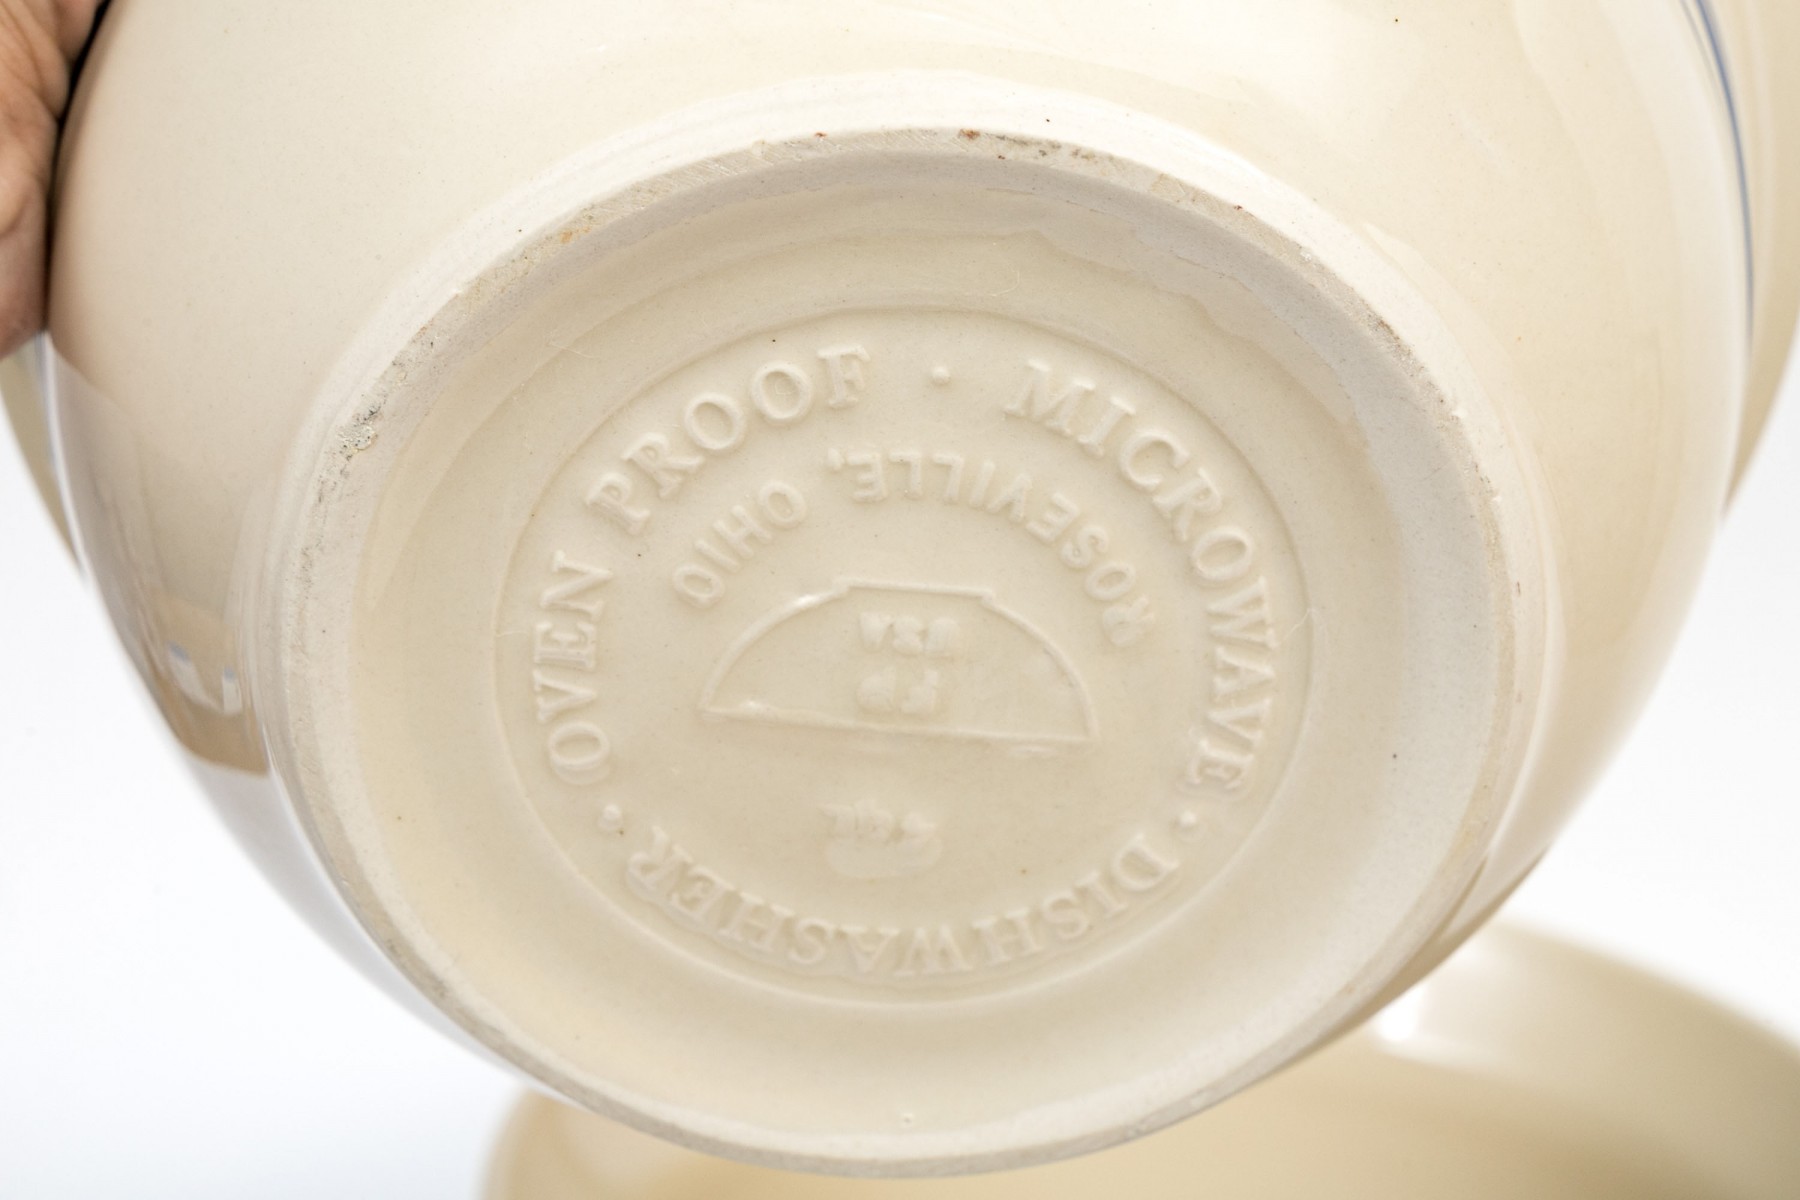 OVEN PROOF · MICROWAVE · DISHWASHER ·
USA
ROSEVILLE, OHIO